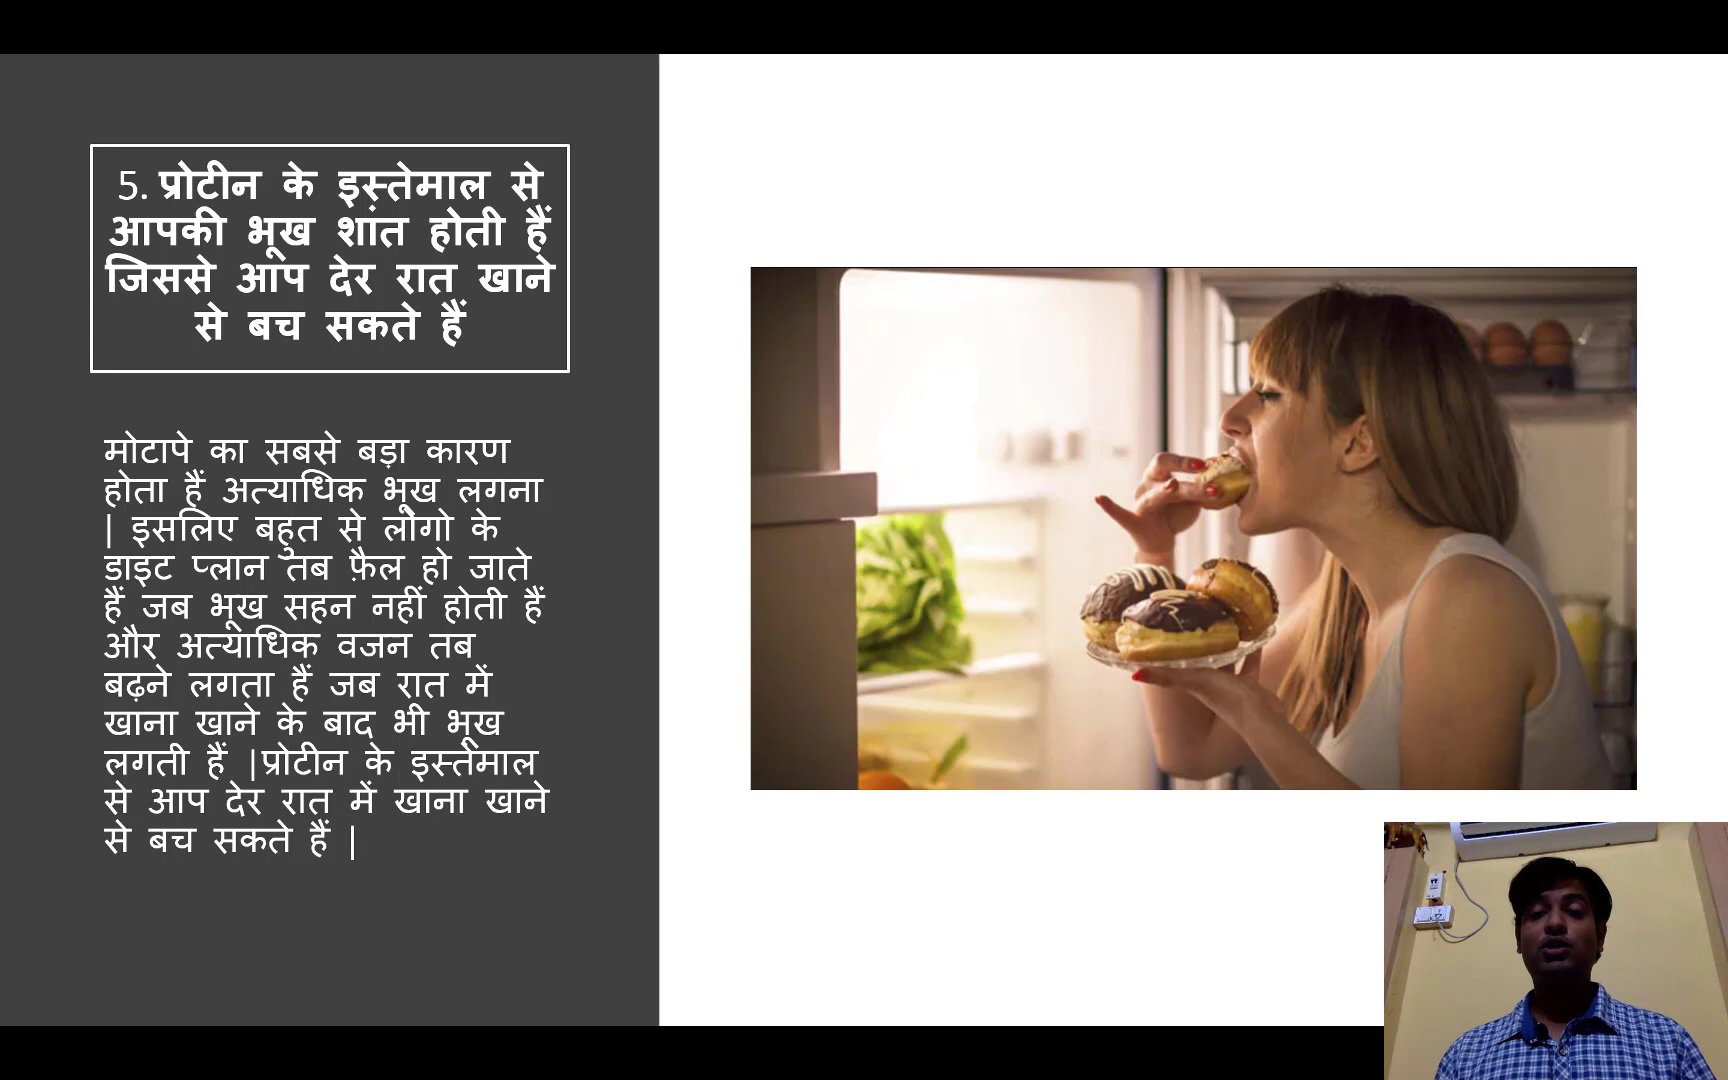 5. प्रोटीन के इस्तेमाल से
आपकी भूख शांत होती हैं
जिससे आप देर रात खाने
से बच सकते हैं
मोटापे का सबसे बड़ा कारण
होता हैं अत्याधिक भूख लगना
| इसलिए बहुत से लोगो के
डाइट प्लान तब फ़ैल हो जाते
हैं जब भूख सहन नहीं होती हैं
और अत्याधिक वजन तब
बढ़ने लगता हैं जब रात में
खाना खाने के बाद भी भूख
लगती हैं |प्रोटीन के इस्तेमाल
से आप देर रात में खाना खाने
से बच सकते हैं |